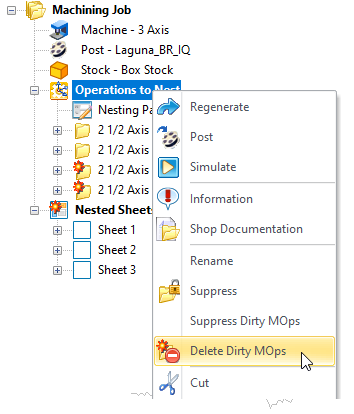 Machining Job
Machine - 3 Axis
Post - Laguna_BR_IQ
Stock - Box Stock
Operations to Nest
Nesting Pa
2 1/2 Axis
2 1/2 Axis
2 1/2 Axis
2 1/2 Axis
Nested Sheets
Sheet 1
Sheet 2
Sheet 3
Regenerate
Post
Simulate
Information
Shop Documentation
Rename
Suppress
Suppress Dirty MOps
Delete Dirty MOps
Cut